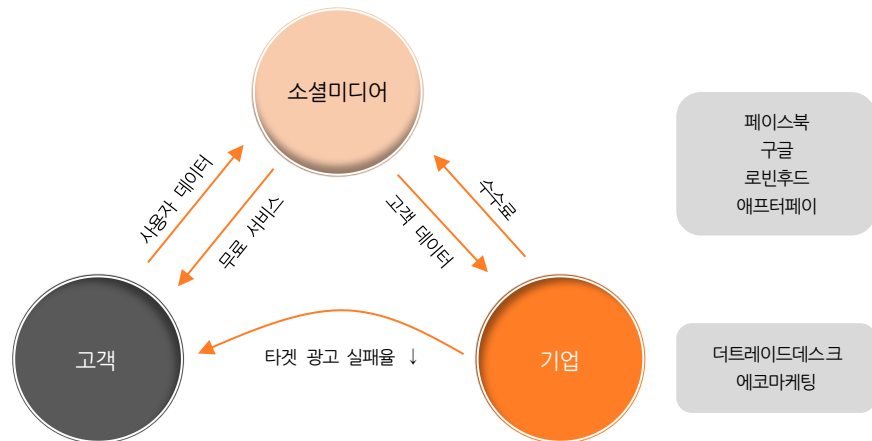 소셜미디어
페이스북
구글
로빈후드
애프터페이
사용자 데이터
무료 서비스
고객 데이터
수수료
고객
타겟 광고 실패율 ↓
기업
더트레이드데스크
에코마케팅